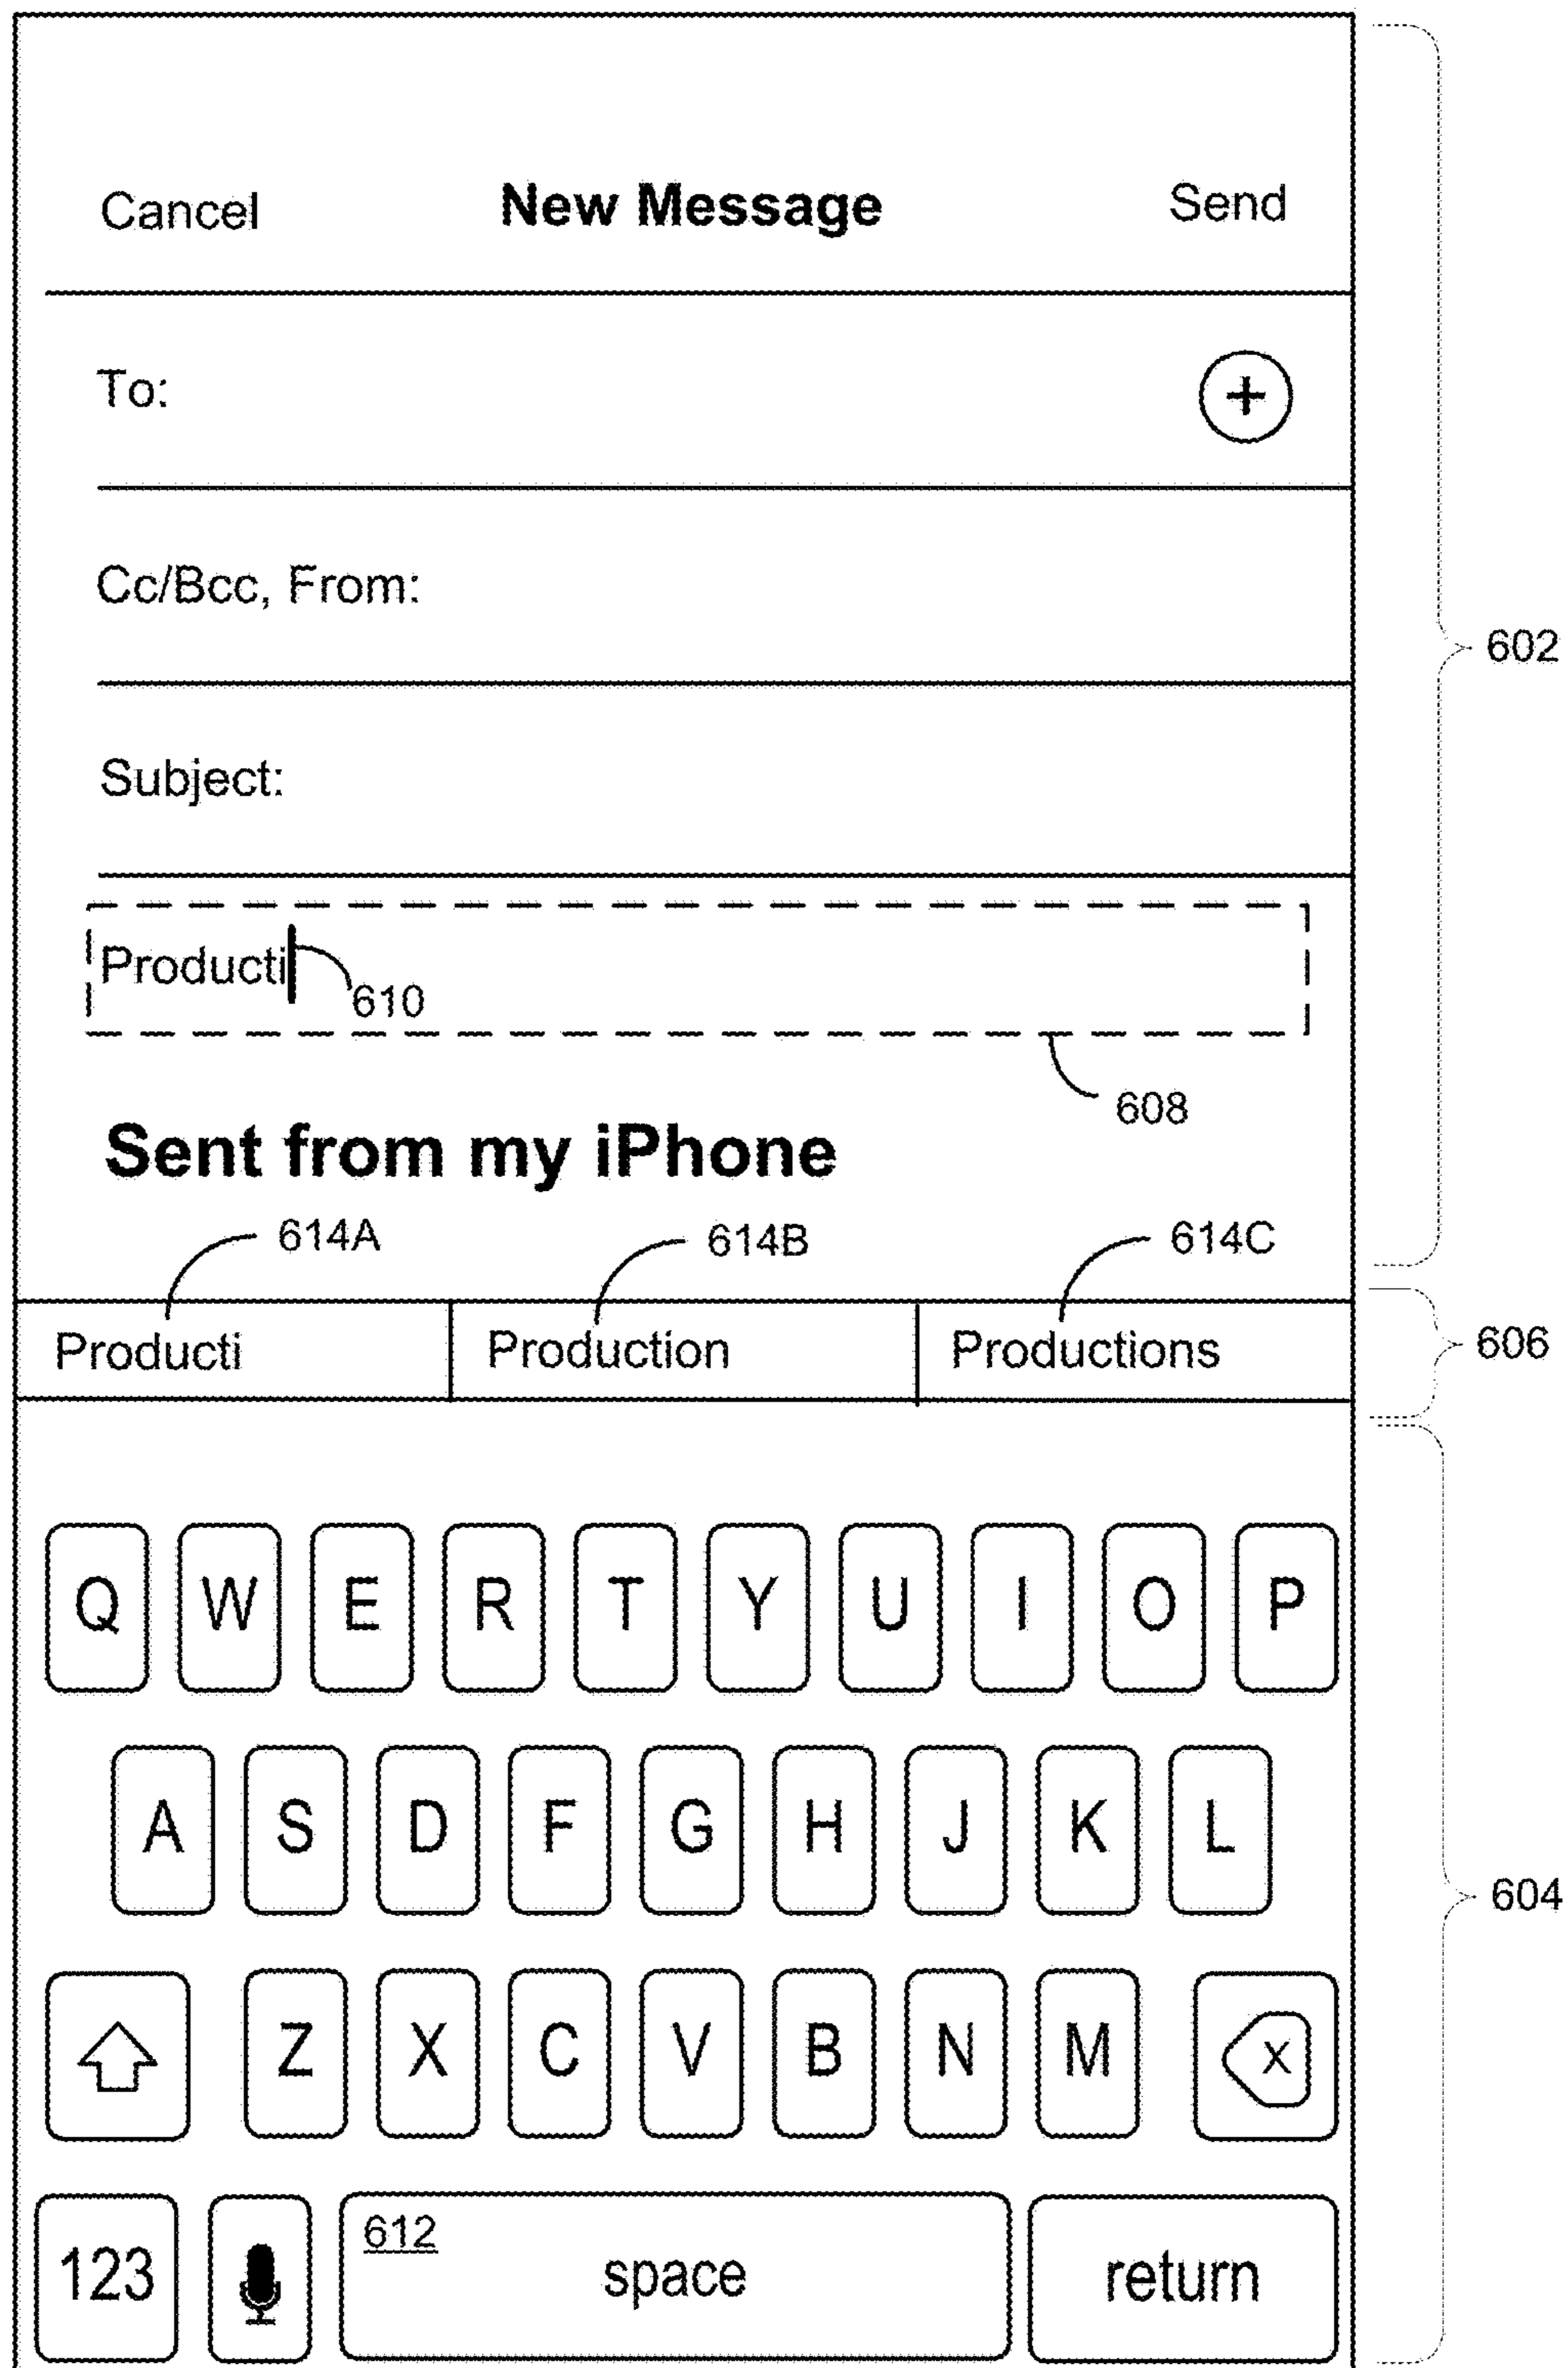 Cancel New Message Send
To: +
Cc/Bcc, From:
602
Subject:
Producti
610
608
Sent from my iPhone
614A 614B 614C
Producti Production Productions 606
Q W E R T Y U I O P
A S D F G H J K L
604
Z X C V B N M X
612
123 space return